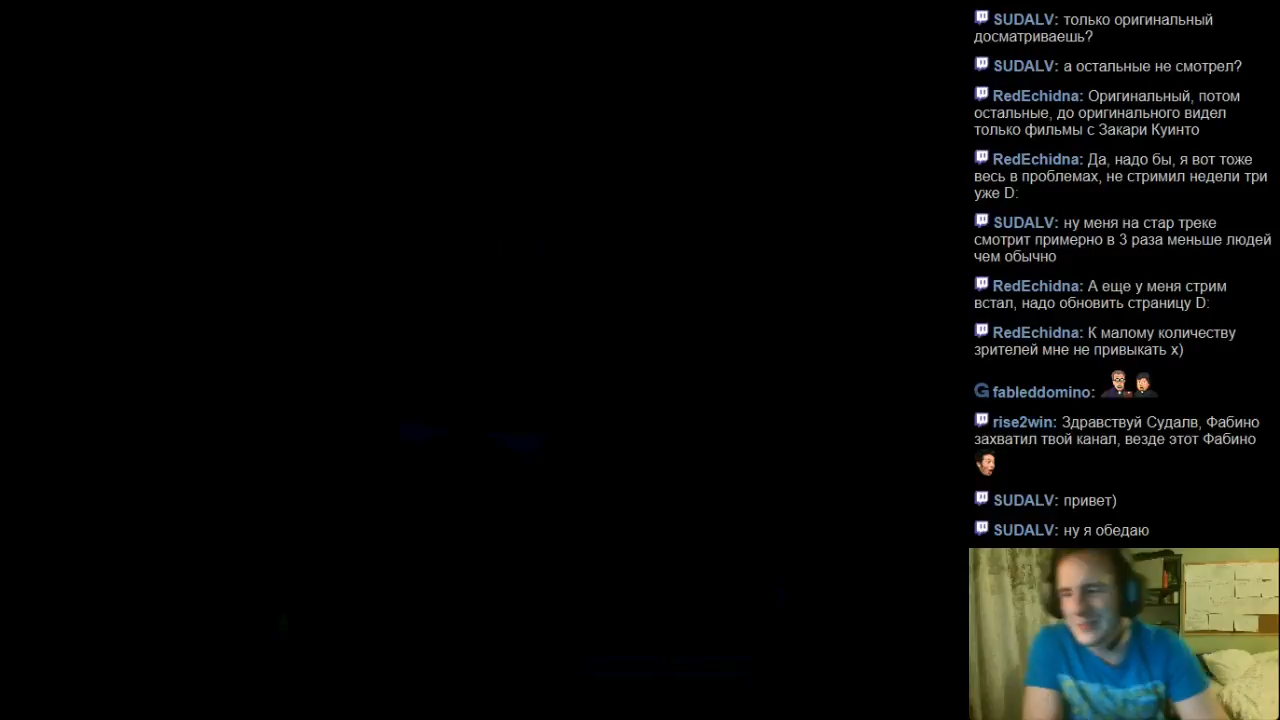 SUDALV: только оригинальный
досматриваешь?
SUDALV: а остальные не смотрел?
RedEchidna: Оригинальный, потом
остальные, до оригинального видел
только фильмы с Закари Куинто
RedEchidna: Да, надо бы, я вот тоже
весь в проблемах, не стримил недели три
уже D:
SUDALV: ну меня на стар треке
смотрит примерно в 3 раза меньше людей
чем обычно
RedEchidna: А еще у меня стрим
встал, надо обновить страницу D:
RedEchidna: К малому количеству
зрителей мне не привыкать х)
G fableddomino:
rise2win: Здравствуй Судалв, Фабино
захватил твой канал, везде этот Фабино
SUDALV: привет)
SUDALV: ну я обедаю